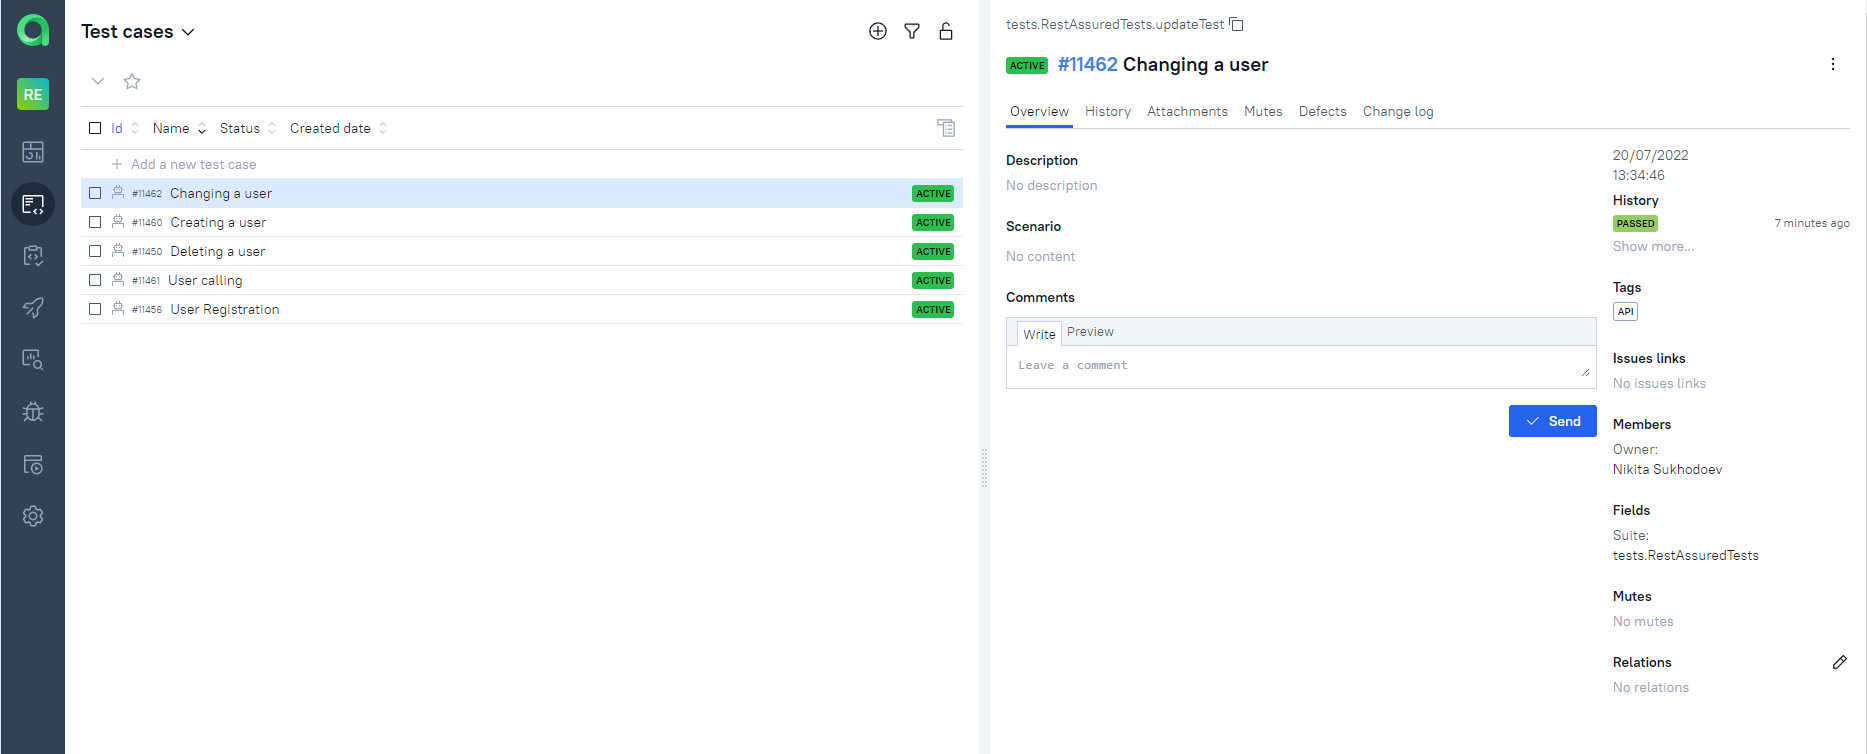 RE
Test cases
Id Name Status Created date
Add a new test case
#11462 Changing a user ACTIVE
#11460 Creating a user ACTIVE
#11450 Deleting a user ACTIVE
#11461 User calling ACTIVE
#11456 User Registration ACTIVE
tests.RestAssuredTests.updateTest
ACTIVE #11462 Changing a user
Overview History Attachments Mutes Defects Change log
Description
No description
Scenario
No content
Comments
Write Preview
Leave a comment
Send
20/07/2022
13:34:46
History
PASSED 7 minutes ago
Show more...
Tags
API
Issues links
No issues links
Members
Owner:
Nikita Sukhodoev
Fields
Suite:
tests.RestAssuredTests
Mutes
No mutes
Relations
No relations